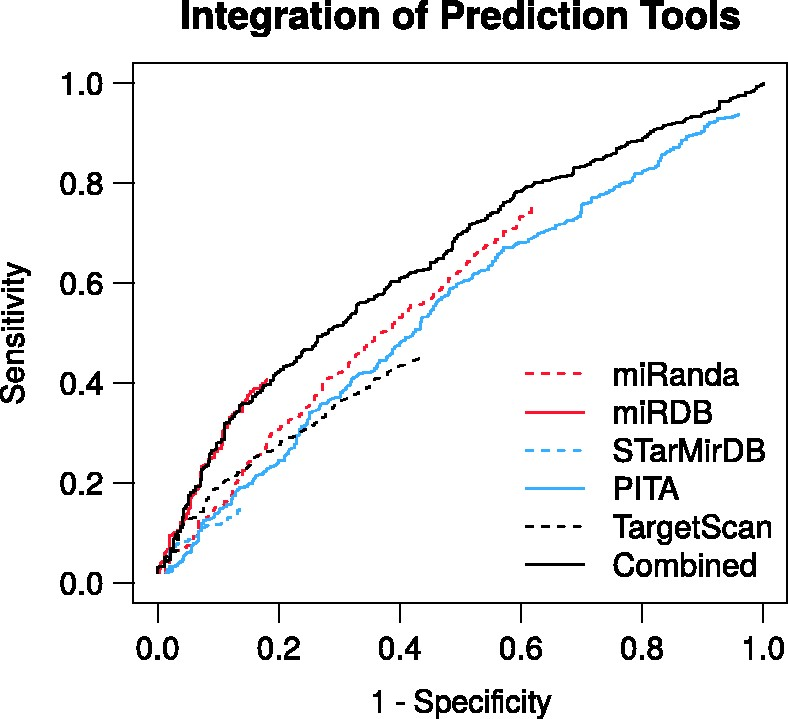 Integration of Prediction Tools
1.0
0.8
0.6
0.4
0.2
0.0
Sensitivity
miRanda
miRDB
STarMirDB
PITA
TargetScan
Combined
0.0 0.2 0.4 0.6 0.8 1.0
1 - Specificity